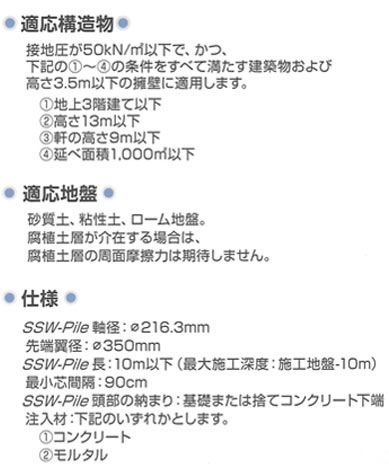 適応構造物
接地圧が50kN/㎡以下で、かつ、
下記の①～④の条件をすべて満たす建築物および
高さ3.5m以下の擁壁に適用します。
①地上3階建て以下
②高さ13m以下
③軒の高さ9m以下
④延べ面積1,000㎡以下
適応地盤
砂質土、粘性土、ローム地盤。
腐植土層が介在する場合は、
腐植土層の周面摩擦力は期待しません。
仕様
SSW-Pile 軸径：⌀216.3mm
先端翼径：⌀350mm
SSW-Pile 長：10m以下（最大施工深度：施工地盤-10m）
最小芯間隔：90cm
SSW-Pile 頭部の納まり：基礎または捨てコンクリート下端
注入材：下記のいずれかとします。
①コンクリート
②モルタル